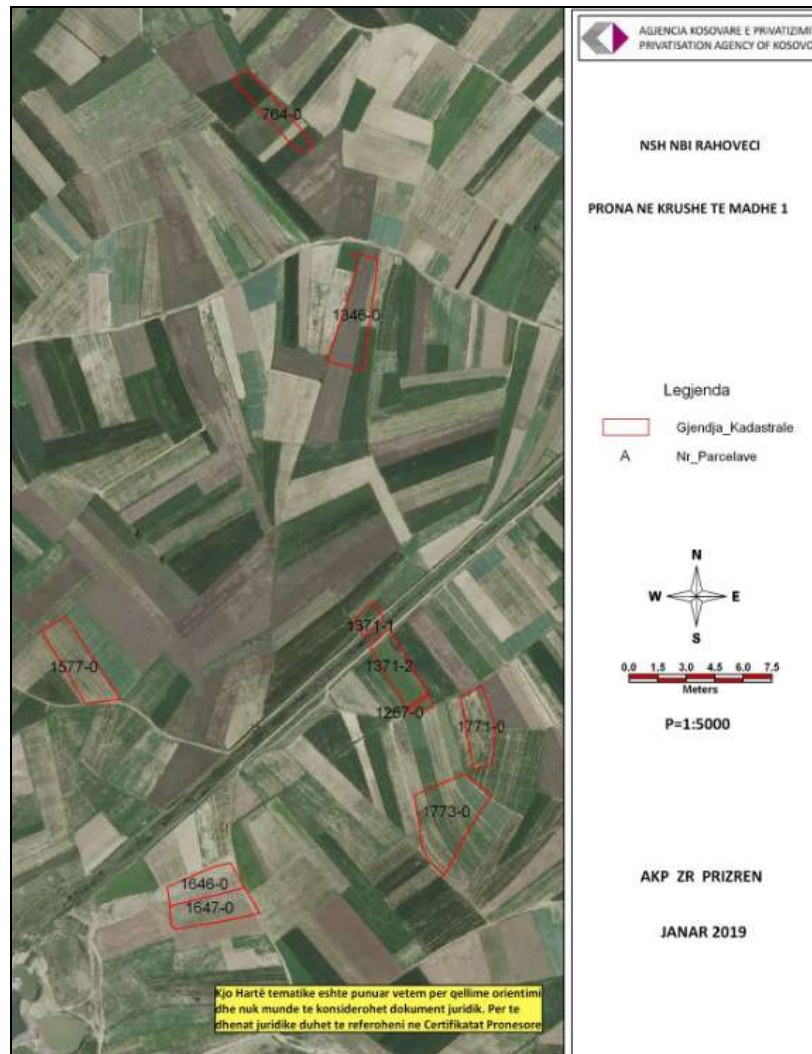 AGJENCIA KOSOVARE E PRIVATIZIMI
PRIVATISATION AGENCY OF KOSOVO
NSH NBI RAHOVECI
PRONA NE KRUSHE TE MADHE 1
764-0
1346-0
1371-1
1371-2
1267-0
1577-0
1771-0
1773-0
1646-0
1647-0
Legjenda
Gjendja_Kadastrale
A Nr_Parcelave
N
W E
S
0.0 1.5 3.0 4.5 6.0 7.5
Meters
P=1:5000
AKP ZR PRIZREN
JANAR 2019
Kjo Hartë tematike eshte punuar vetem per qellime orientimi
dhe nuk munde te konsiderohet dokument juridik. Per te
dhenat juridike duhet te referoheni ne Certifikatat Pronesore